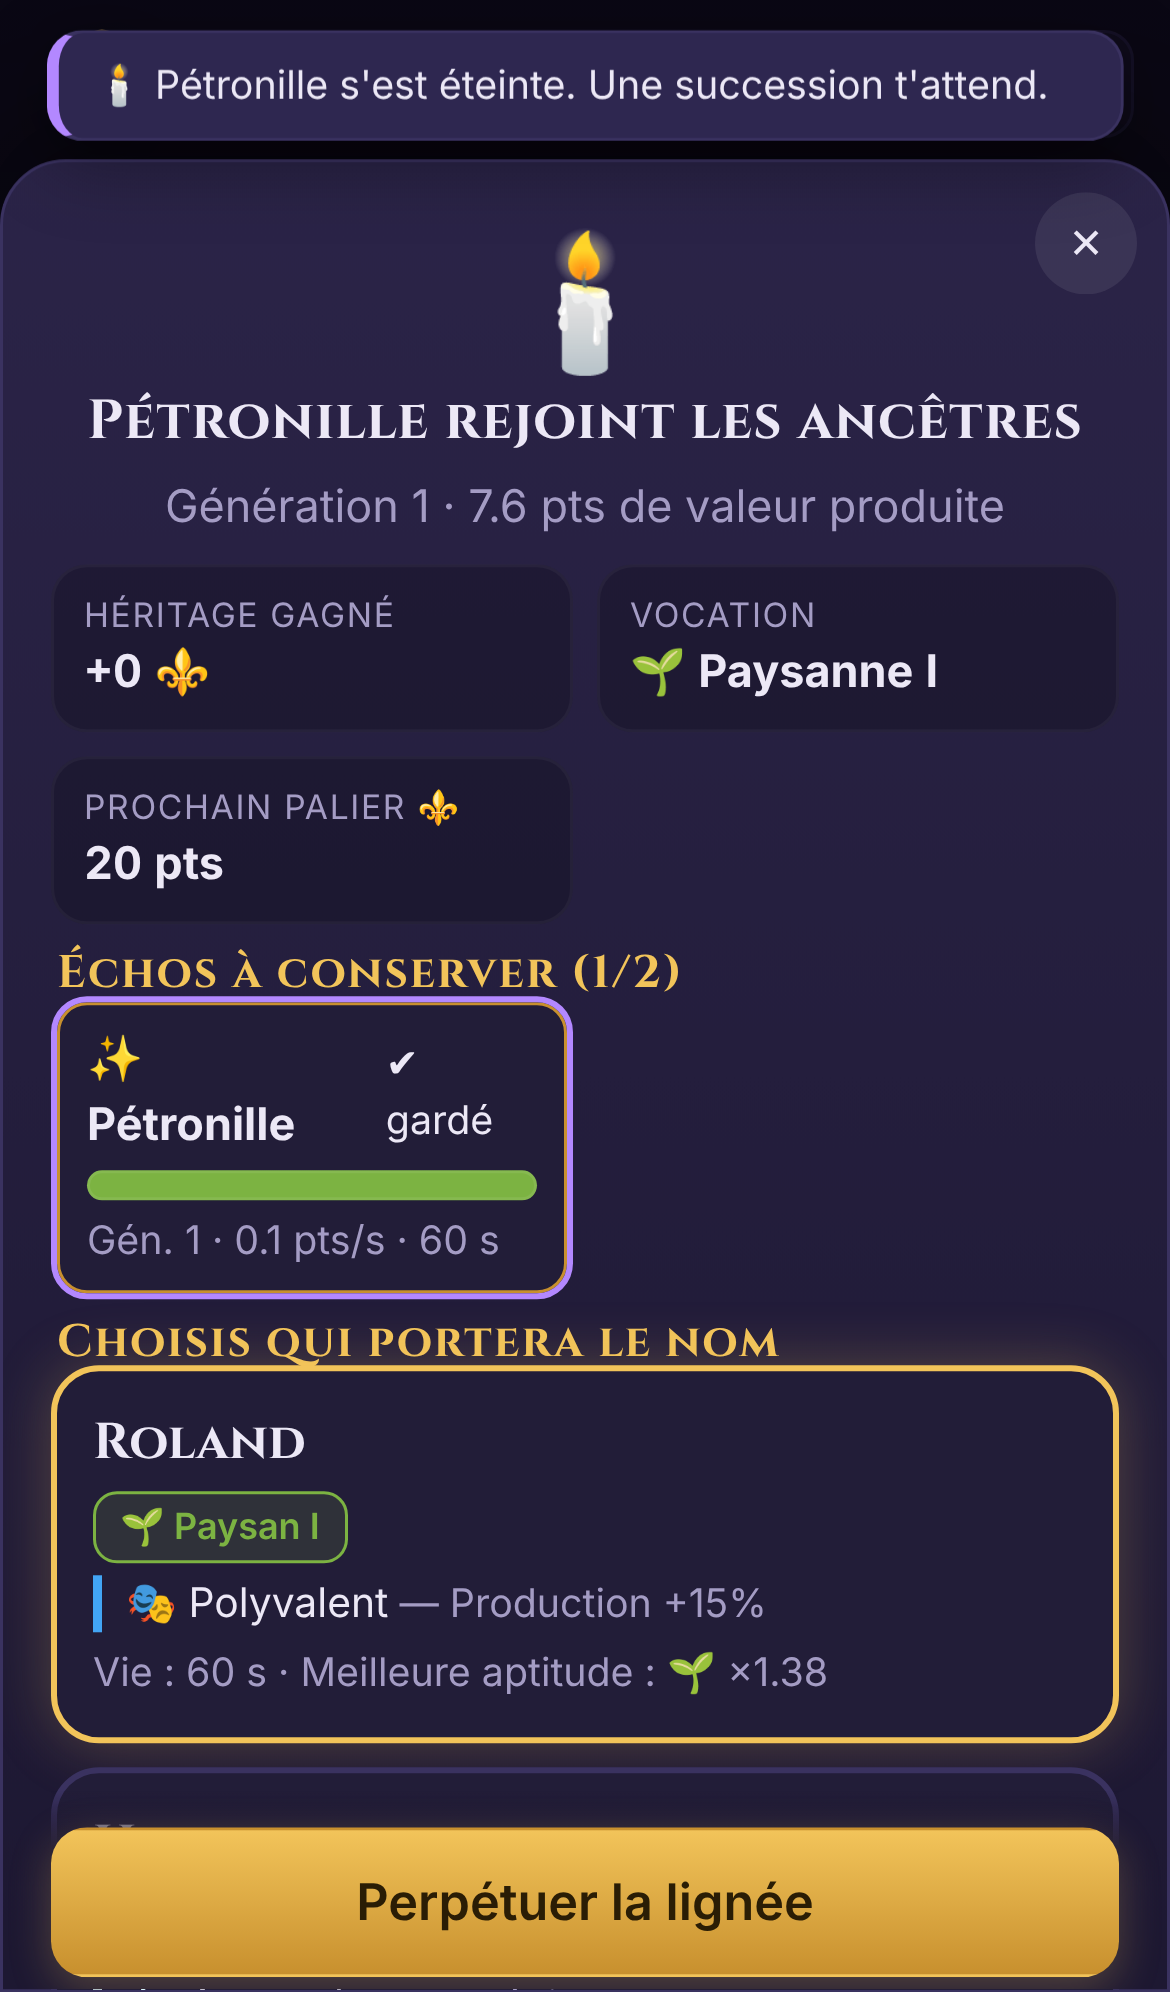 Pétronille s'est éteinte. Une succession t'attend.
✕
Pétronille rejoint les ancêtres
Génération 1 · 7.6 pts de valeur produite
HÉRITAGE GAGNÉ
+0 ⚜️
VOCATION
🌱 Paysanne I
PROCHAIN PALIER ⚜️
20 pts
Échos à conserver (1/2)
✨ Pétronille
✔ gardé
Gén. 1 · 0.1 pts/s · 60 s
Choisis qui portera le nom
Roland
🌱 Paysan I
🎭 Polyvalent — Production +15%
Vie : 60 s · Meilleure aptitude : 🌱 ×1.38
Perpétuer la lignée